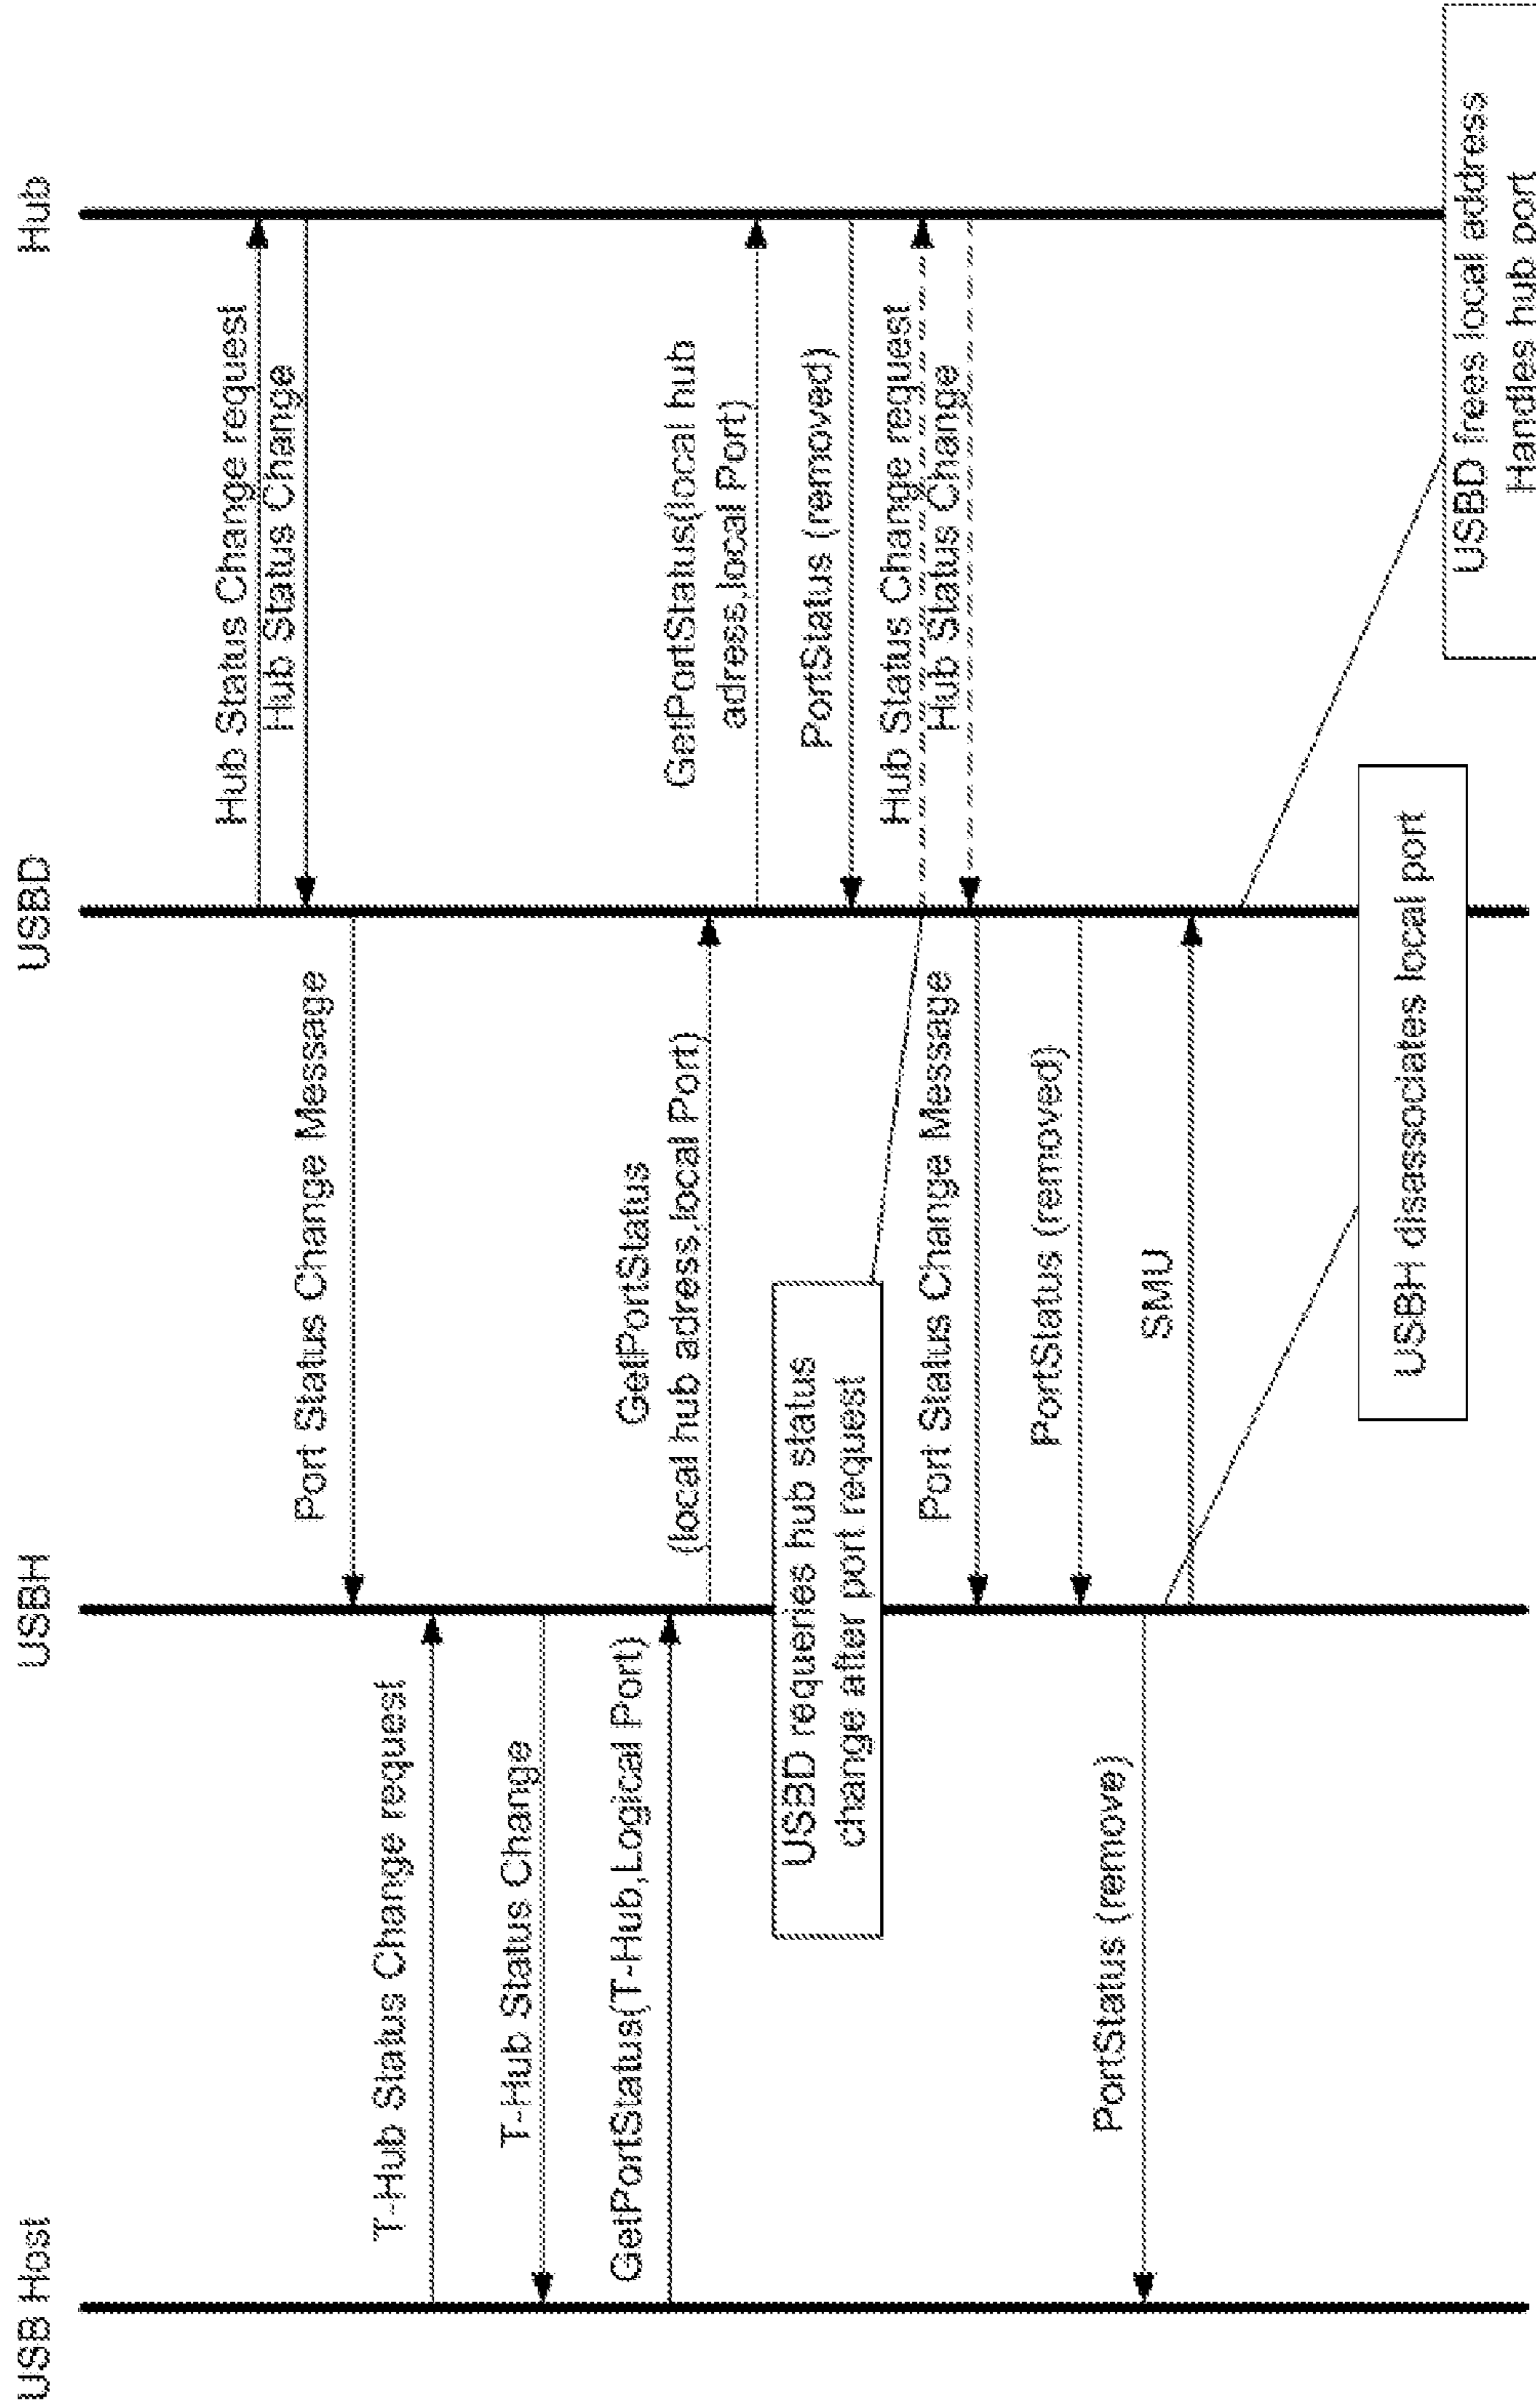 USB Host
USBH
USBD
Hub
Hub Status Change request
Hub Status Change
Port Status Change Message
T-Hub Status Change request
T-Hub Status Change
GetPortStatus(T-Hub,Logical Port)
GetPortStatus
(local hub adress,local Port)
GetPortStatus(local hub
adress,local Port)
PortStatus (removed)
USBD requeries hub status
change after port request
Hub Status Change request
Hub Status Change
Port Status Change Message
PortStatus (removed)
PortStatus (remove)
SMU
USBH disassociates local port
USBD frees local address
Handles hub port